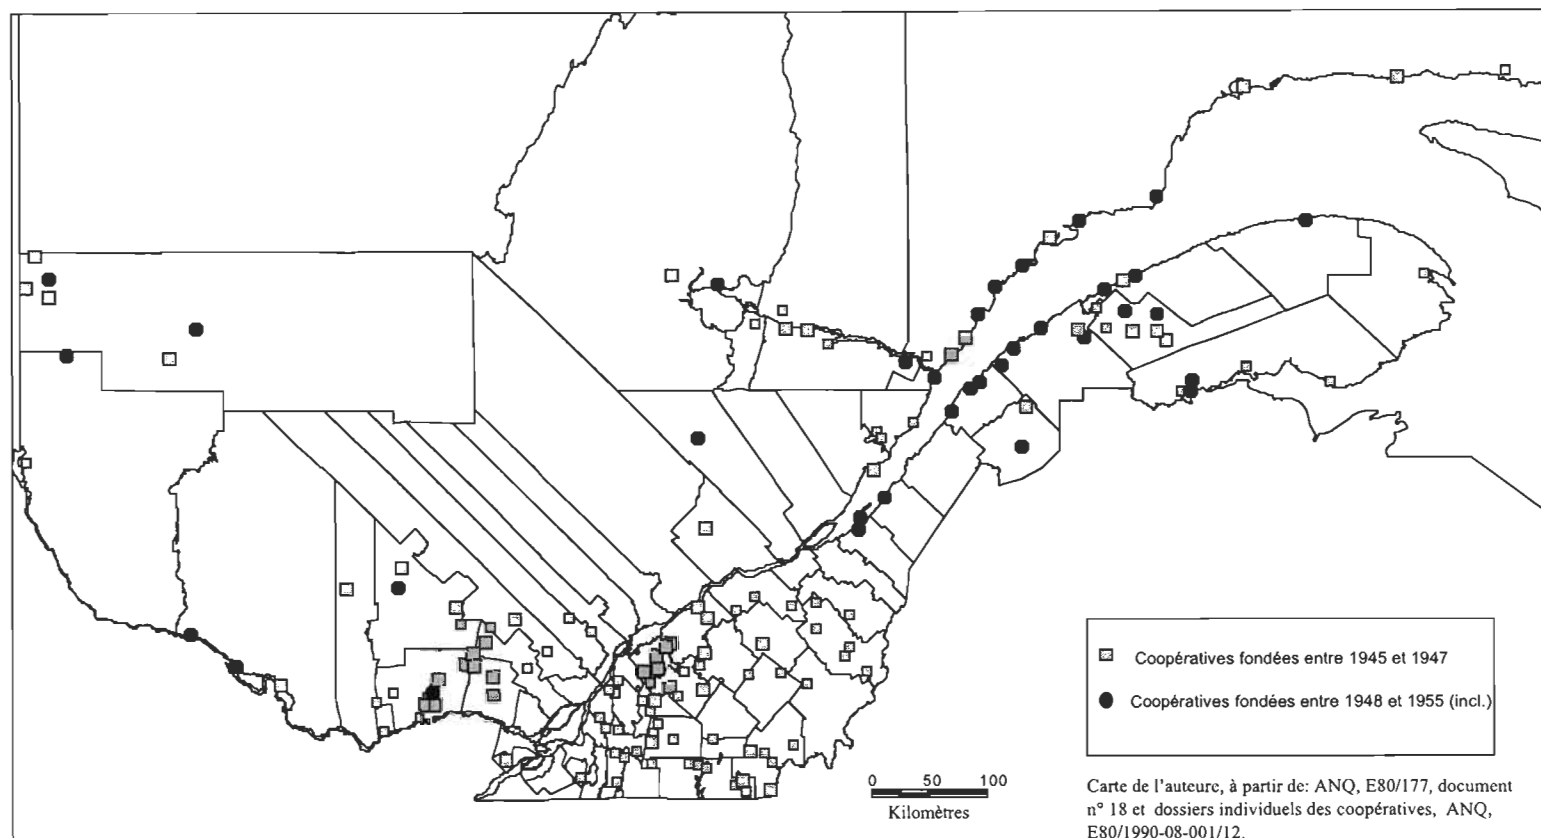 Coopératives fondées entre 1945 et 1947
Coopératives fondées entre 1948 et 1955 (incl.)
0 50 100
Kilomètres
Carte de l'auteure, à partir de: ANQ, E80/177, document
n° 18 et dossiers individuels des coopératives, ANQ,
E80/1990-08-001/12.